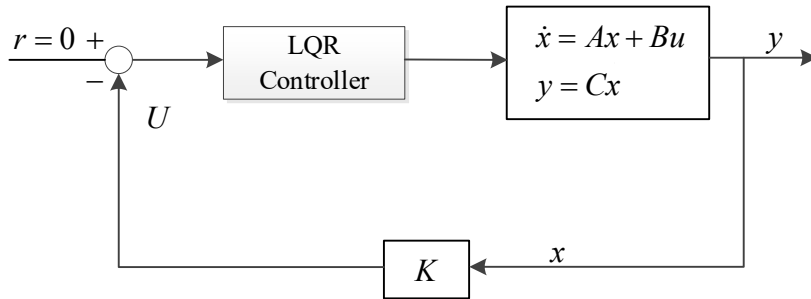 r = 0 +
−
U
LQR
Controller
ẋ = Ax + Bu
y = Cx
y
x
K